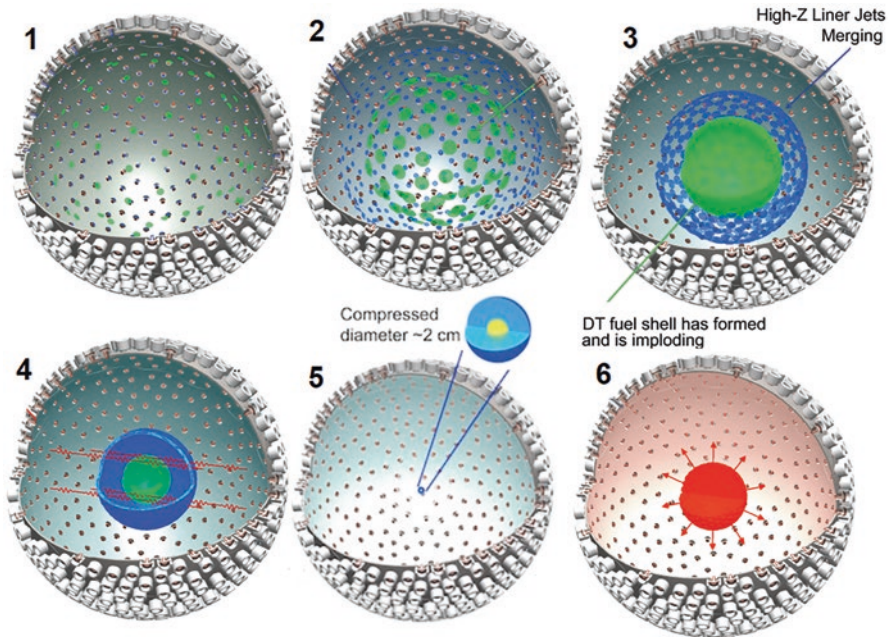 1
2
3
High-Z Liner Jets
Merging
DT fuel shell has formed
and is imploding
4
Compressed
diameter ~2 cm
5
6